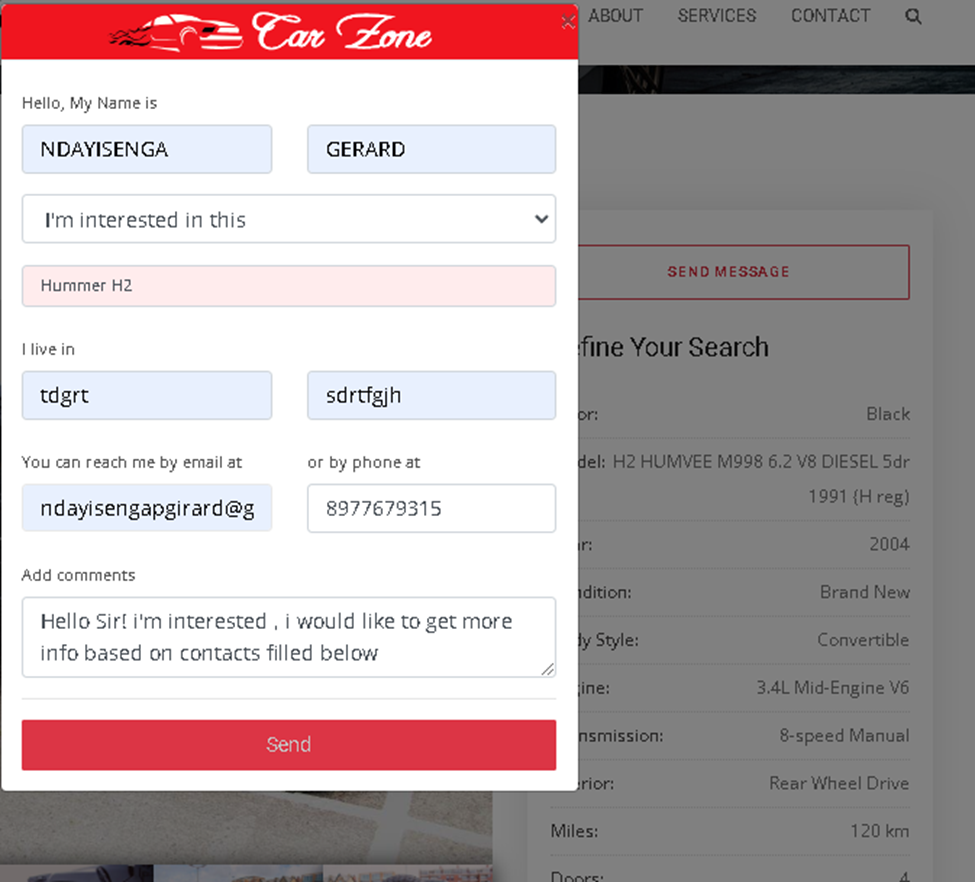 Car Zone
×
ABOUT SERVICES CONTACT
Hello, My Name is
NDAYISENGA GERARD
I'm interested in this
Hummer H2
I live in
tdgrt sdrtfgjh
You can reach me by email at or by phone at
ndayisengapgirard@g 8977679315
Add comments
Hello Sir[ i'm interested , i would like to get more
info based on contacts filled below
Send
SEND MESSAGE
efine Your Search
or: Black
del: H2 HUMVEE M998 6.2 V8 DIESEL 5dr
1991 (H reg)
r: 2004
ndition: Brand New
dy Style: Convertible
gine: 3.4L Mid-Engine V6
nsmission: 8-speed Manual
erior: Rear Wheel Drive
Miles: 120 km
Doors: 4